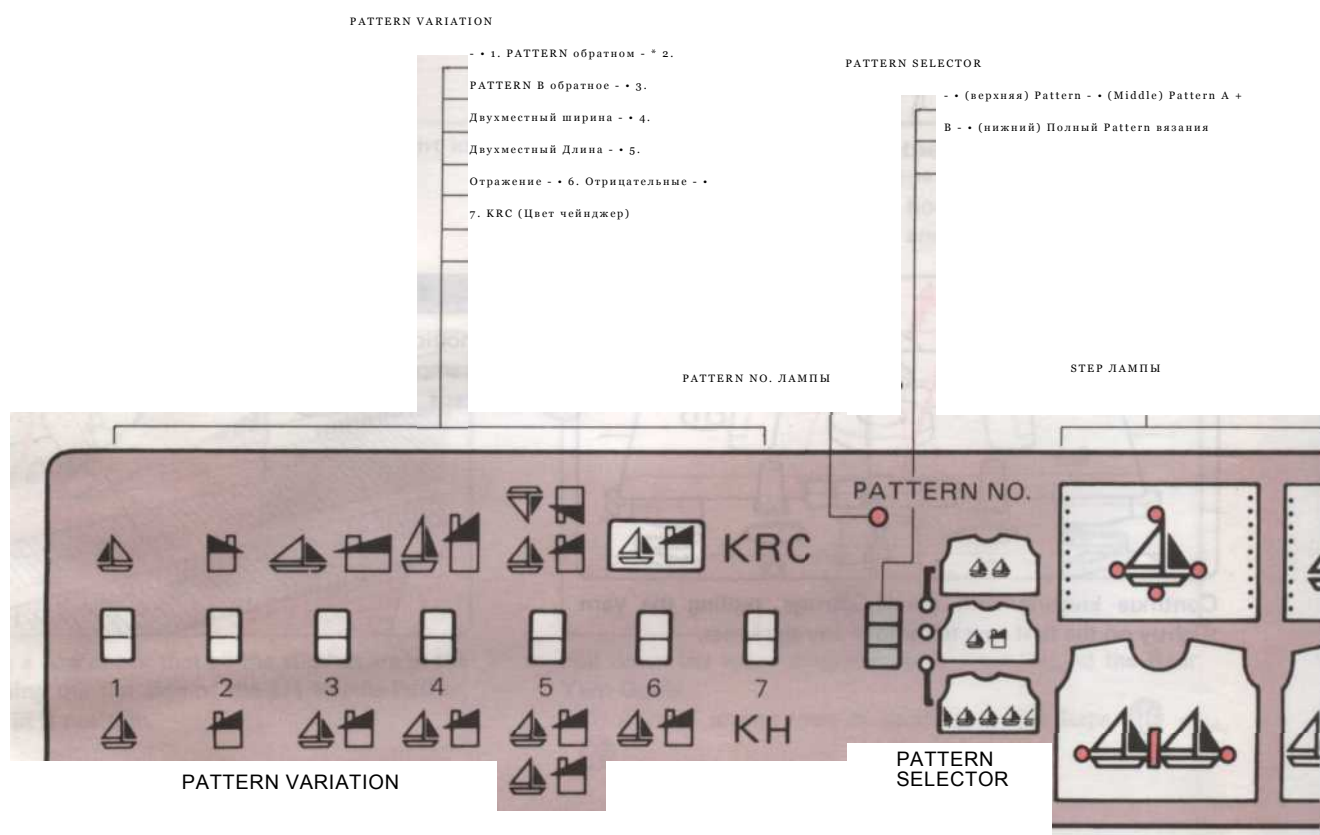 PATTERN VARIATION
- • 1. PATTERN обратном - * 2.
PATTERN B обратное - • 3.
Двухместный ширина - • 4.
Двухместный Длина - • 5.
Отражение - • 6. Отрицательные - •
7. KRC (Цвет чейнджер)
PATTERN SELECTOR
- • (верхняя) Pattern - • (Middle) Pattern A +
B - • (нижний) Полный Pattern вязания
PATTERN NO. ЛАМПЫ
STEP ЛАМПЫ
PATTERN NO.
KRC
1 2 3 4 5 6 7
KH
PATTERN VARIATION
PATTERN
SELECTOR